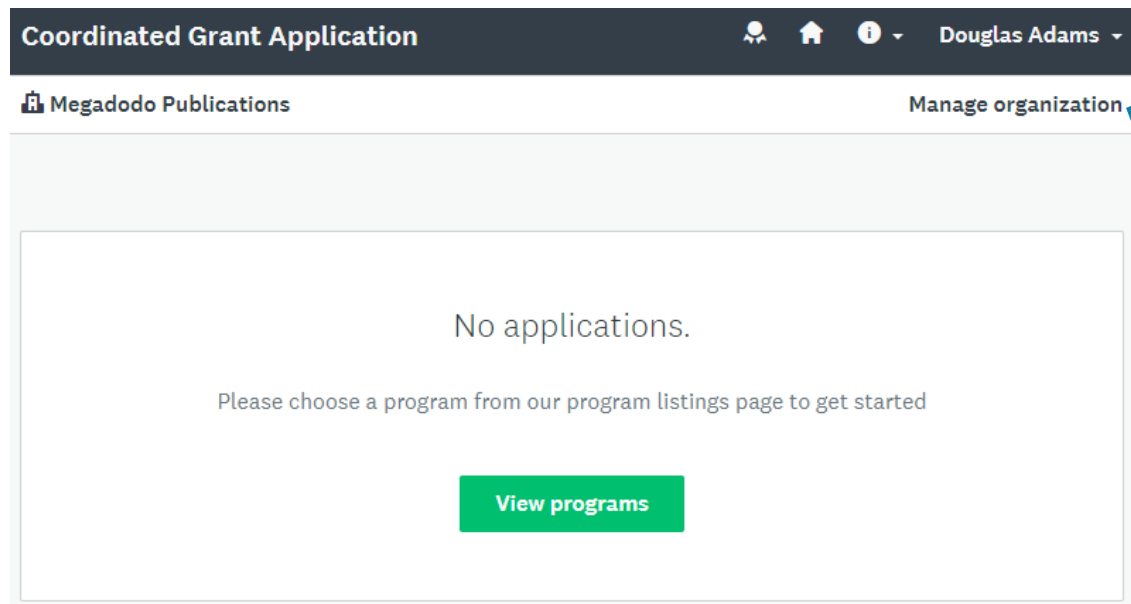 Coordinated Grant Application Douglas Adams
Megadodo Publications Manage organization
No applications.
Please choose a program from our program listings page to get started
View programs